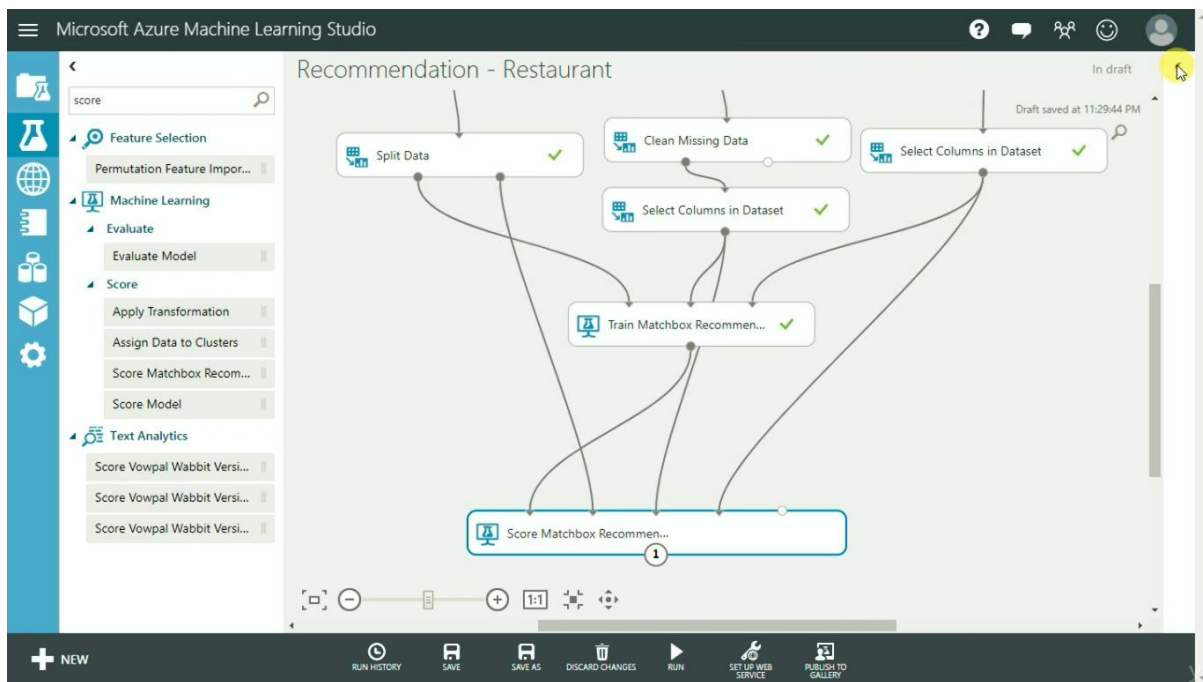 Microsoft Azure Machine Learning Studio
?
score
Feature Selection
Permutation Feature Impor...
Machine Learning
Evaluate
Evaluate Model
Score
Apply Transformation
Assign Data to Clusters
Score Matchbox Recom...
Score Model
Text Analytics
Score Vowpal Wabbit Versi...
Score Vowpal Wabbit Versi...
Score Vowpal Wabbit Versi...
Recommendation - Restaurant
In draft
Draft saved at 11:29:44 PM
Split Data
Clean Missing Data
Select Columns in Dataset
Select Columns in Dataset
Train Matchbox Recommen...
Score Matchbox Recommen...
1
1:1
NEW
RUN HISTORY
SAVE
SAVE AS
DISCARD CHANGES
RUN
SET UP WEB
SERVICE
PUBLISH TO
GALLERY